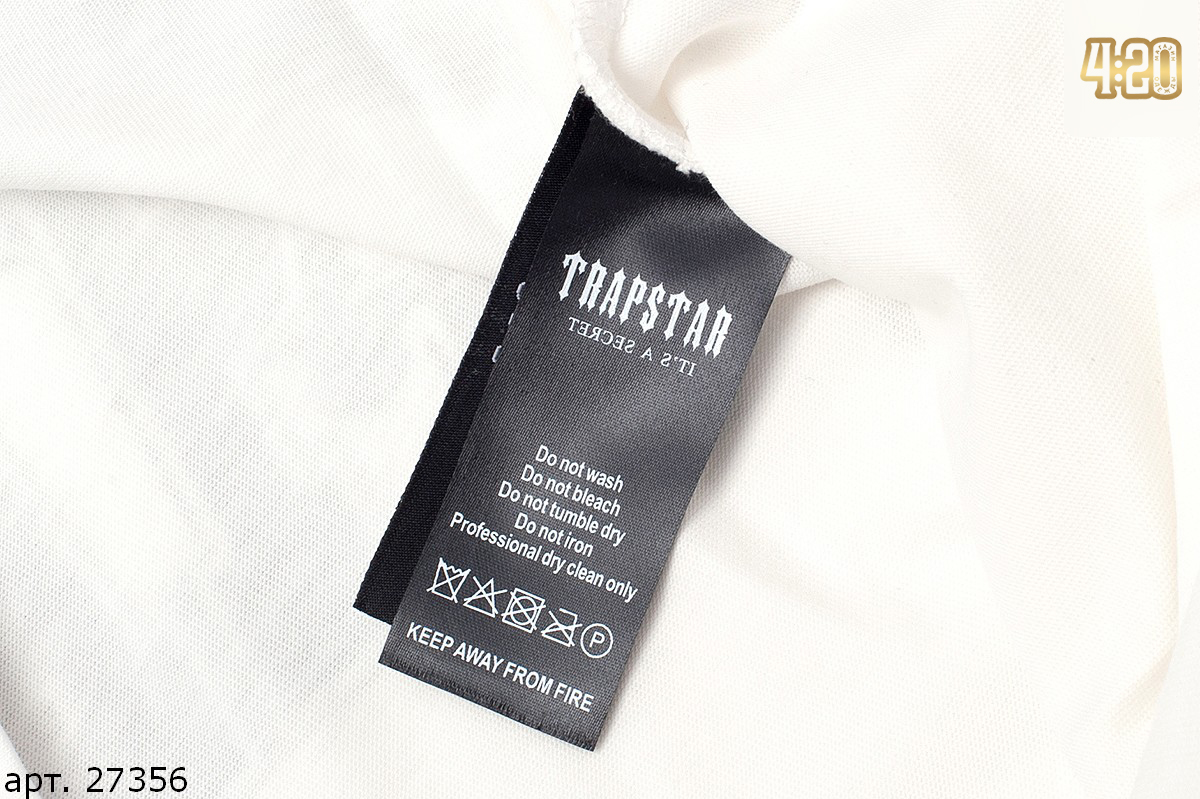 4:20
TRAPSTAR
IT'S A SECRET
Do not wash
Do not bleach
Do not tumble dry
Do not iron
Professional dry clean only
P
KEEP AWAY FROM FIRE
арт. 27356